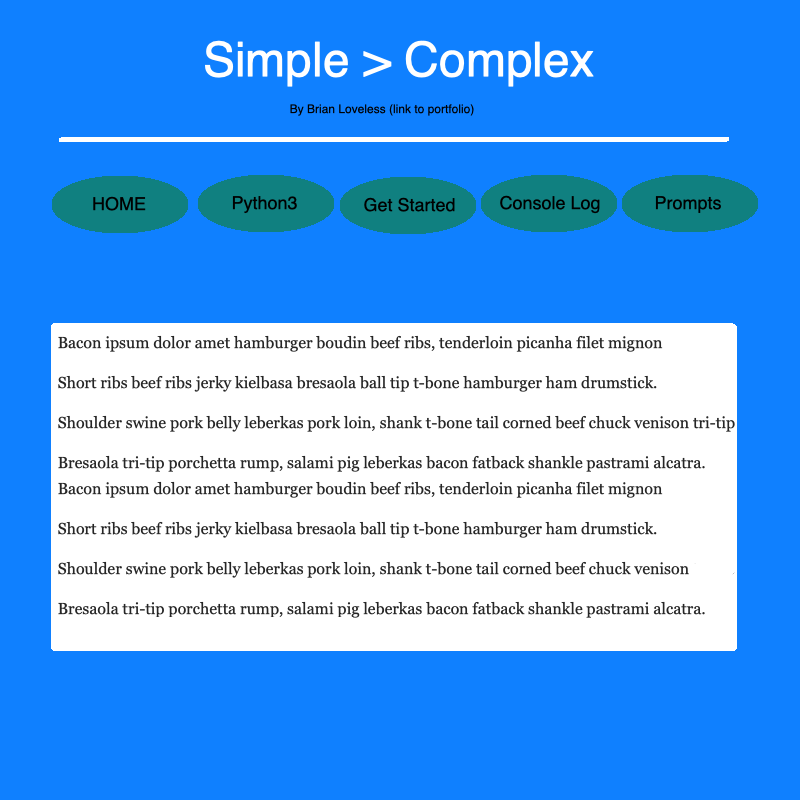 Simple > Complex
By Brian Loveless (link to portfolio)
HOME Python3 Get Started Console Log Prompts
Bacon ipsum dolor amet hamburger boudin beef ribs, tenderloin picanha filet mignon
Short ribs beef ribs jerky kielbasa bresaola ball tip t-bone hamburger ham drumstick.
Shoulder swine pork belly leberkas pork loin, shank t-bone tail corned beef chuck venison tri-tip
Bresaola tri-tip porchetta rump, salami pig leberkas bacon fatback shankle pastrami alcatra.
Bacon ipsum dolor amet hamburger boudin beef ribs, tenderloin picanha filet mignon
Short ribs beef ribs jerky kielbasa bresaola ball tip t-bone hamburger ham drumstick.
Shoulder swine pork belly leberkas pork loin, shank t-bone tail corned beef chuck venison
Bresaola tri-tip porchetta rump, salami pig leberkas bacon fatback shankle pastrami alcatra.